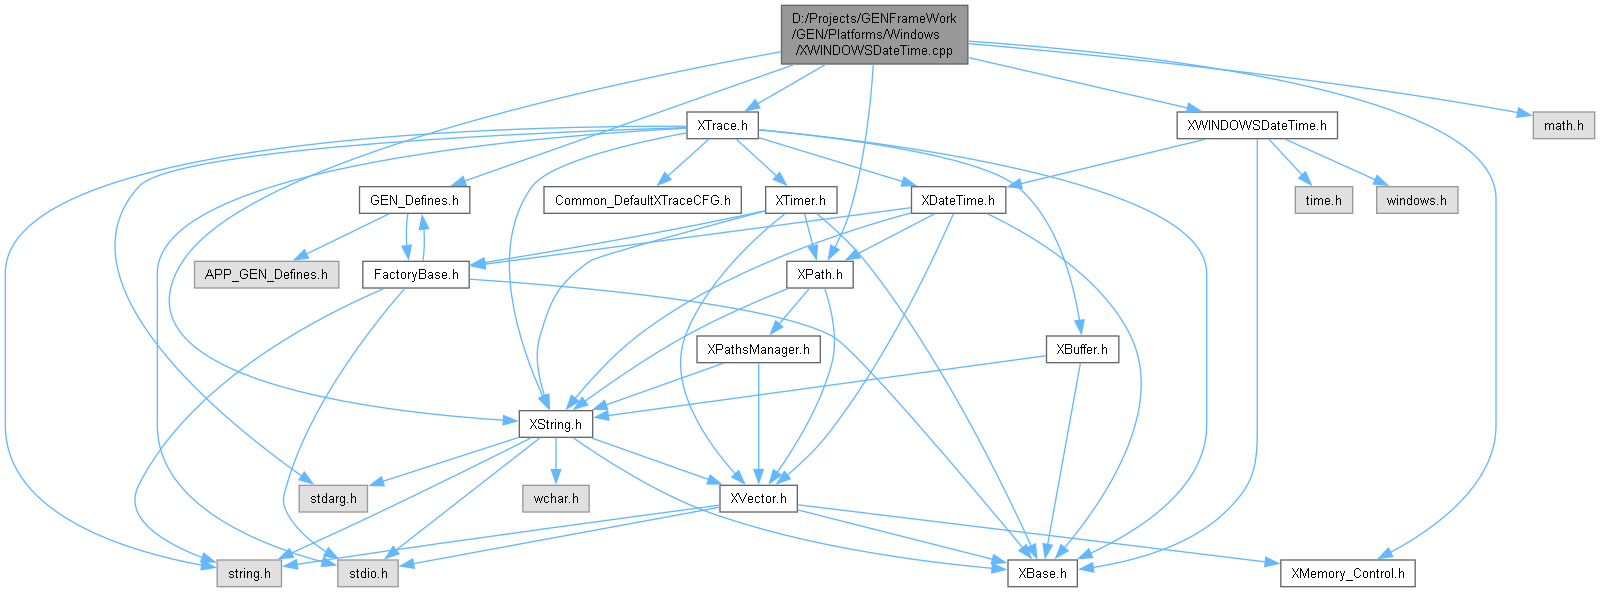 D:/Projects/GENFrameWork
/GEN/Platforms/Windows
/XWINDOWSDateTime.cpp
XTrace.h
XWINDOWSDateTime.h
math.h
GEN_Defines.h
Common_DefaultXTraceCFG.h
XTimer.h
XDateTime.h
time.h
windows.h
APP_GEN_Defines.h
FactoryBase.h
XPath.h
XPathsManager.h
XBuffer.h
XString.h
stdarg.h
wchar.h
XVector.h
string.h
stdio.h
XBase.h
XMemory_Control.h